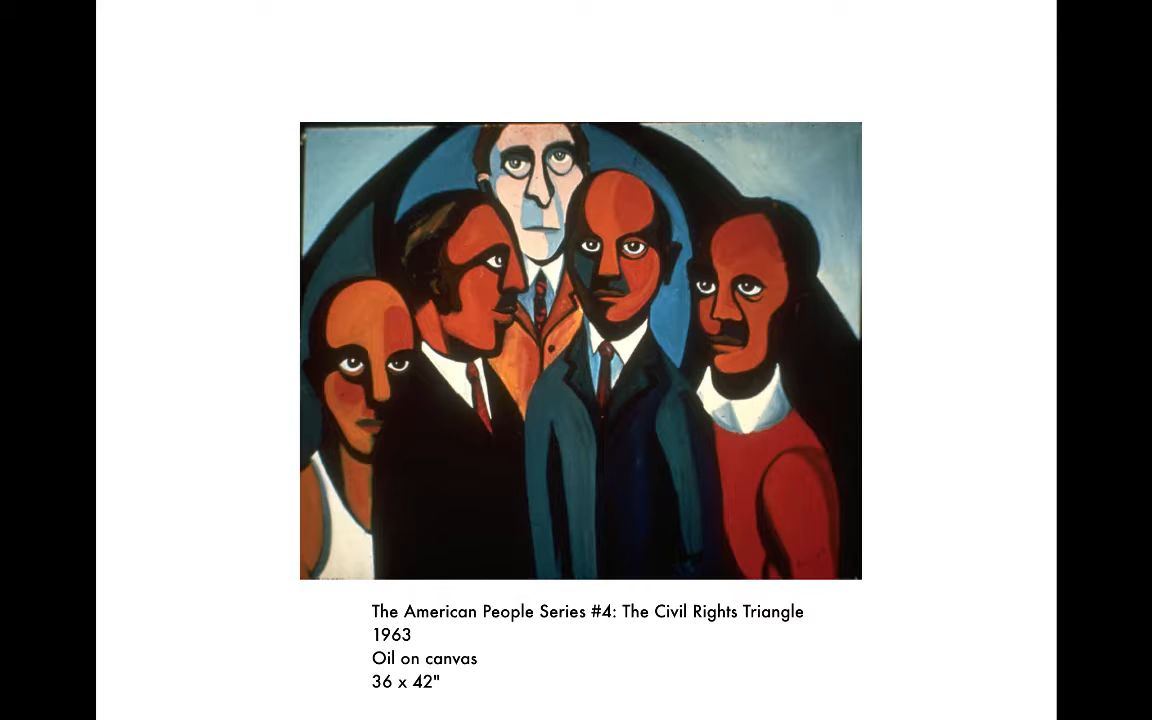 The American People Series #4: The Civil Rights Triangle
1963
Oil on canvas
36 x 42"